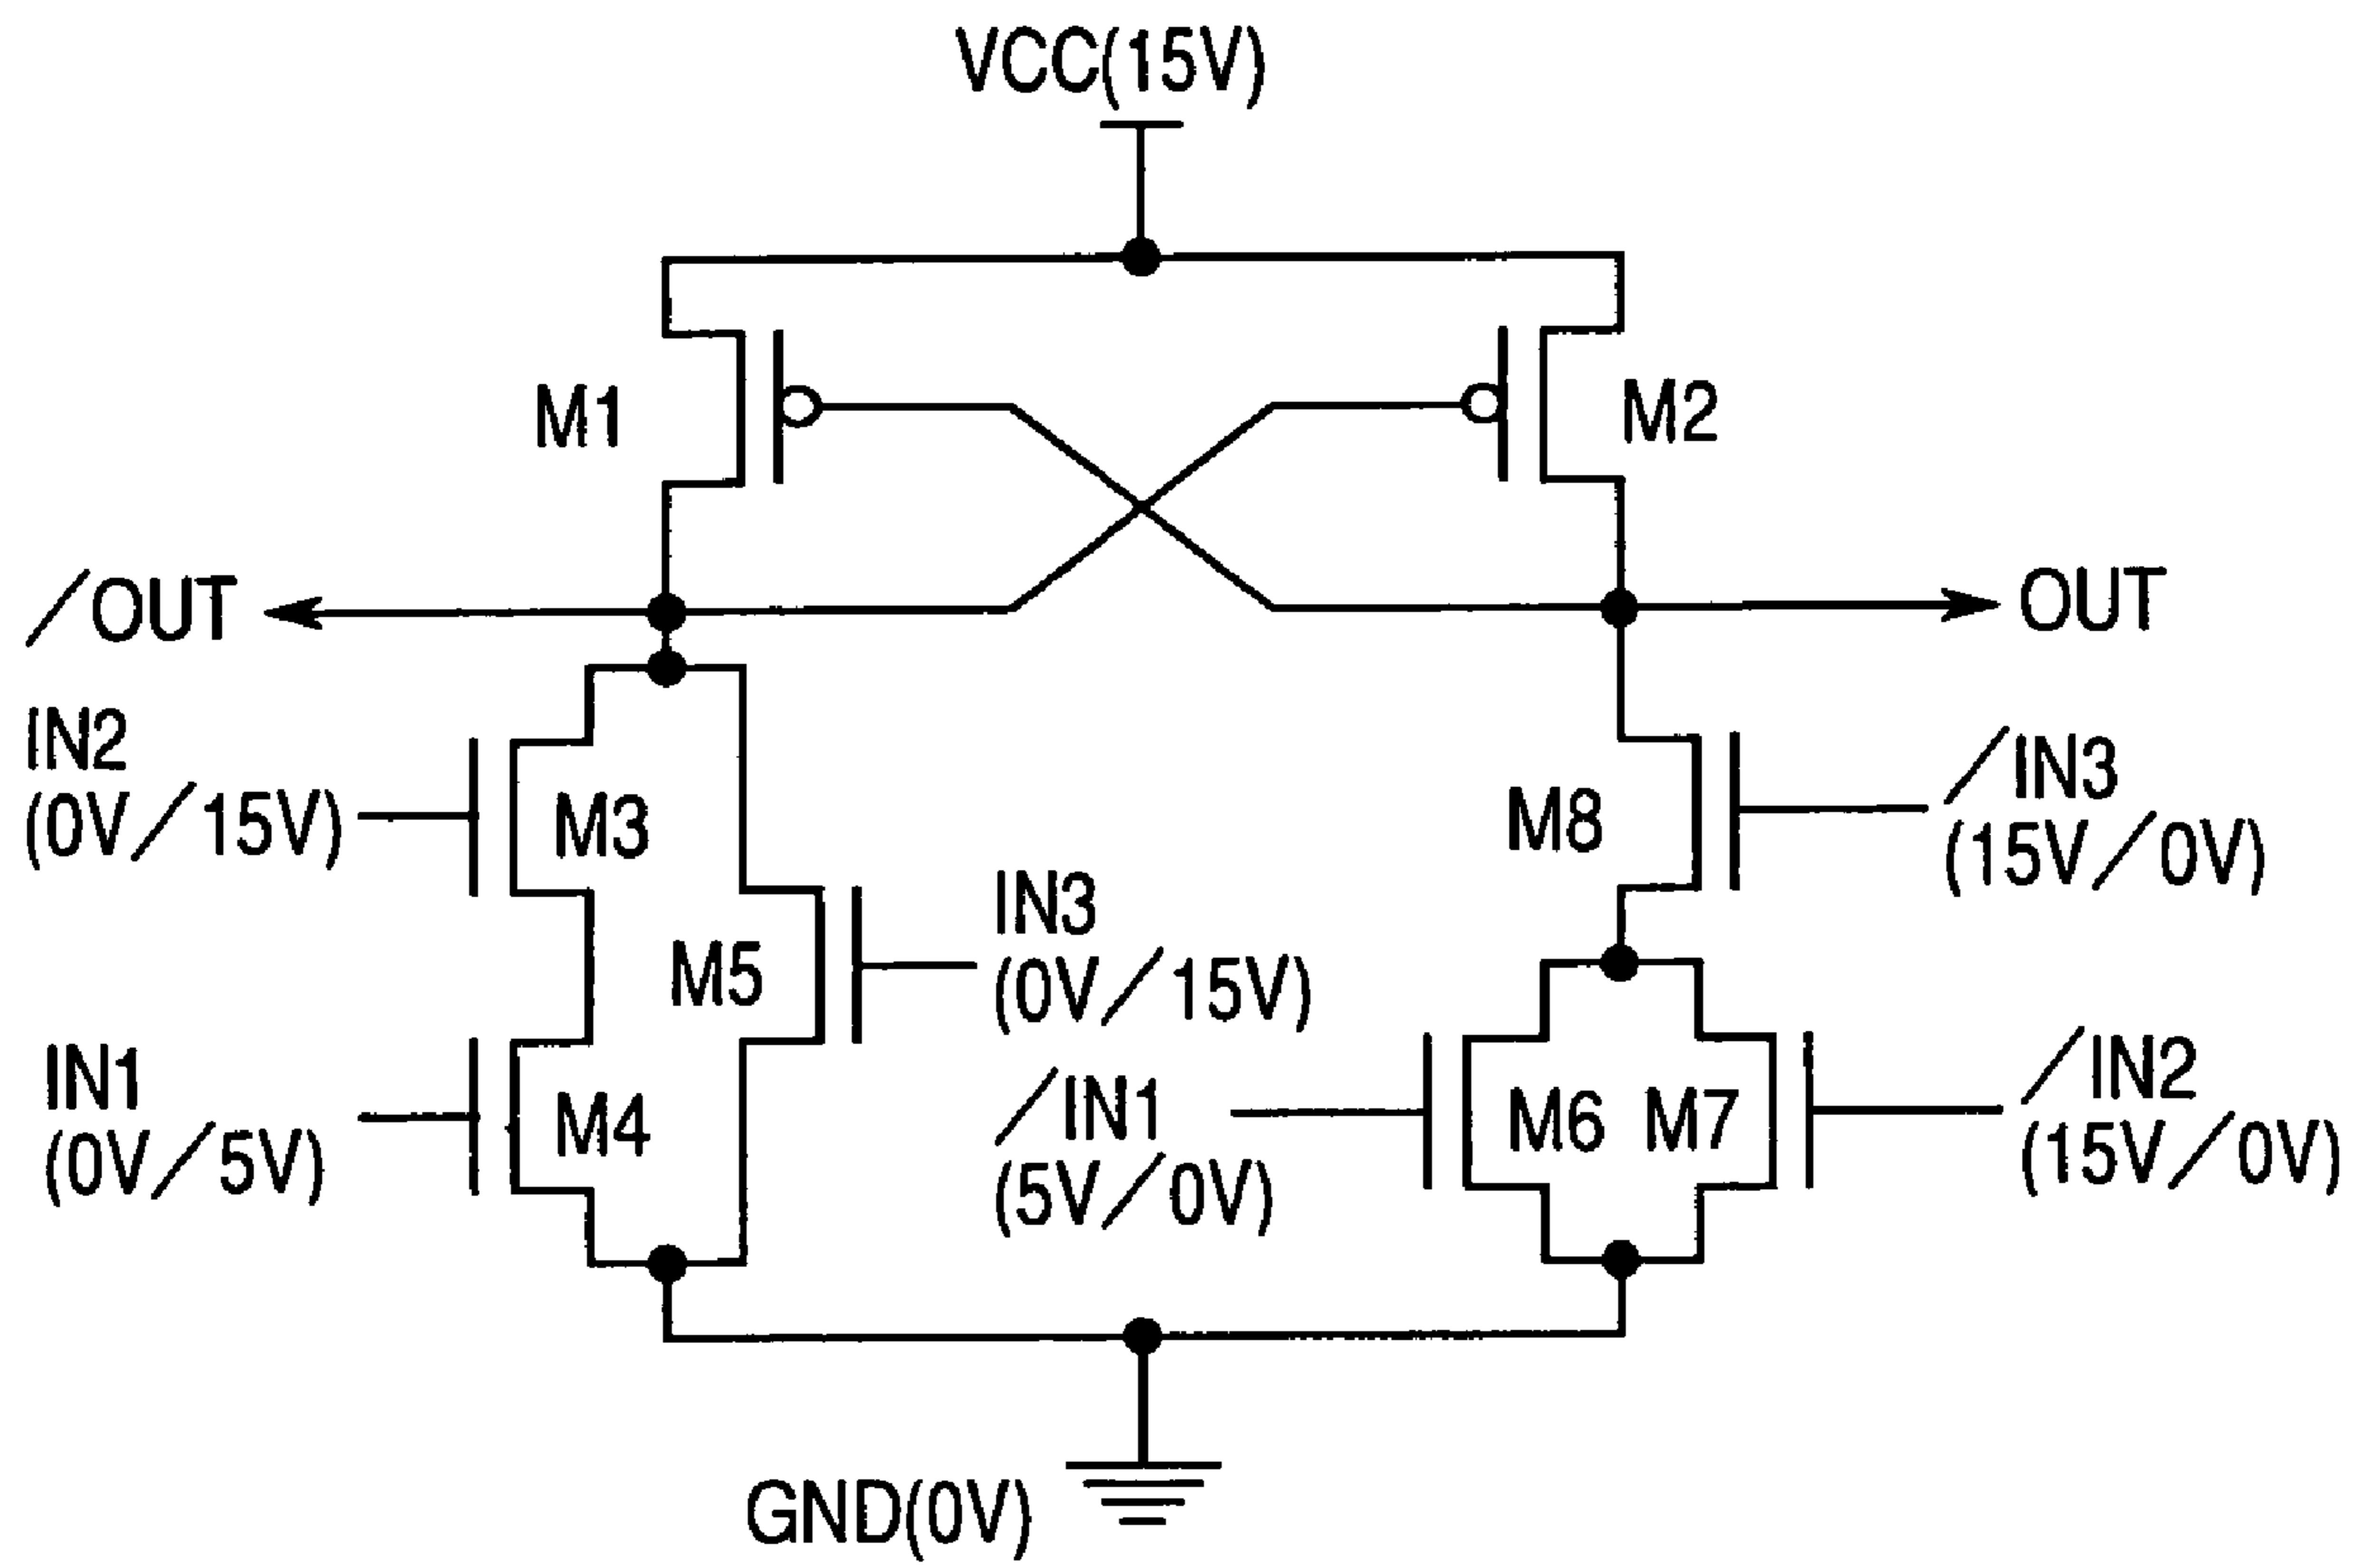 VCC(15V)
M1
M2
/OUT
OUT
IN2
(0V/15V)
M3
M8
/IN3
(15V/0V)
IN3
(0V/15V)
M5
IN1
(0V/5V)
M4
/IN1
(5V/0V)
M6
M7
/IN2
(15V/0V)
GND(0V)